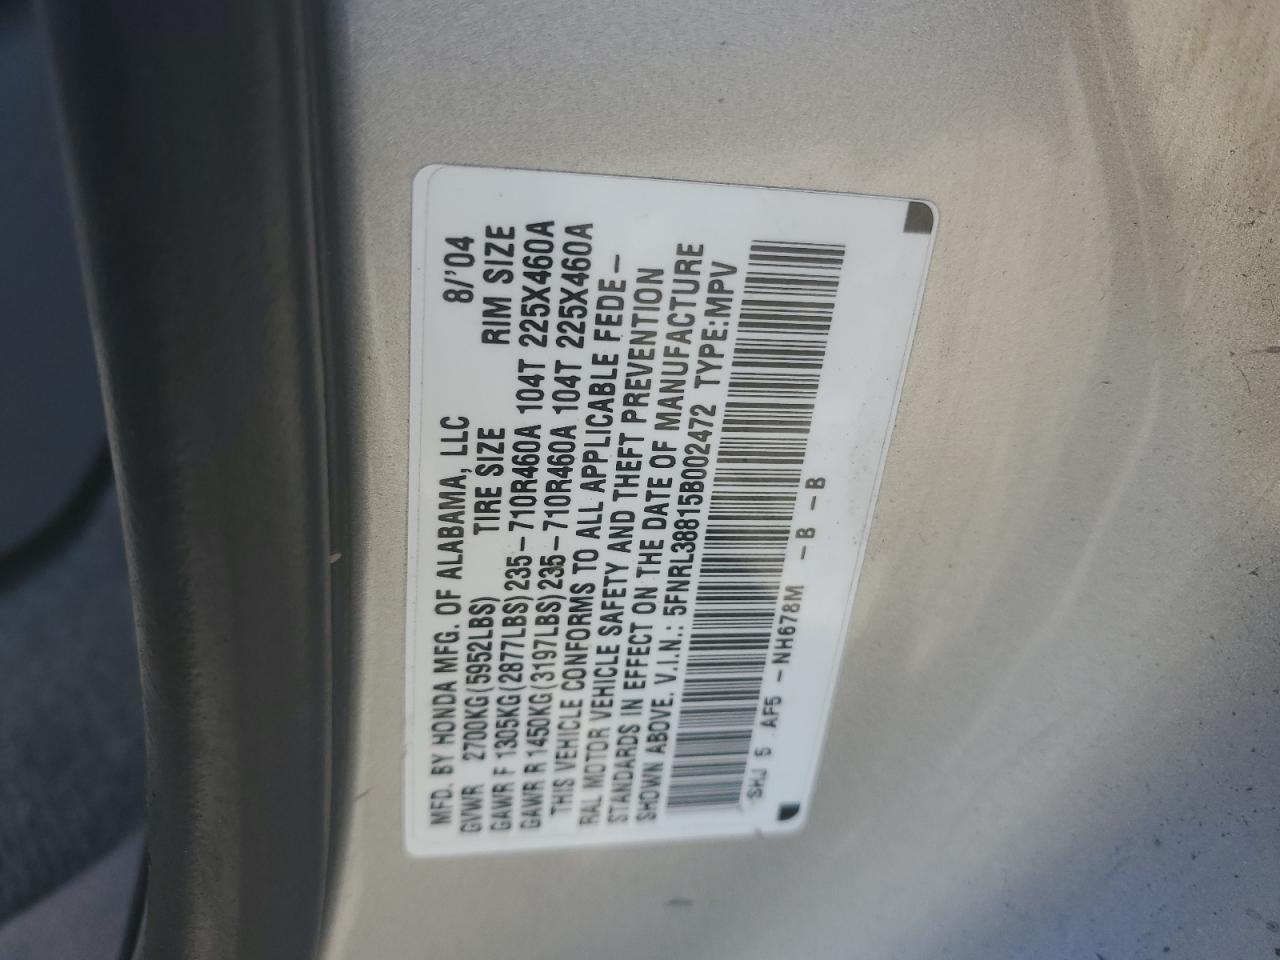 MFD. BY HONDA MFG. OF ALABAMA, LLC 8/'04
GVWR 2700KG(5952LBS) TIRE SIZE RIM SIZE
GAWR F 1305KG(2877LBS) 235-710R460A 104T 225X460A
GAWR R 1450KG(3197LBS) 235-710R460A 104T 225X460A
THIS VEHICLE CONFORMS TO ALL APPLICABLE FEDE-
RAL MOTOR VEHICLE SAFETY AND THEFT PREVENTION
STANDARDS IN EFFECT ON THE DATE OF MANUFACTURE
SHOWN ABOVE. V.I.N.: 5FNRL38815B002472 TYPE:MPV
SHJ 5 AF5 -NH678M -B -B